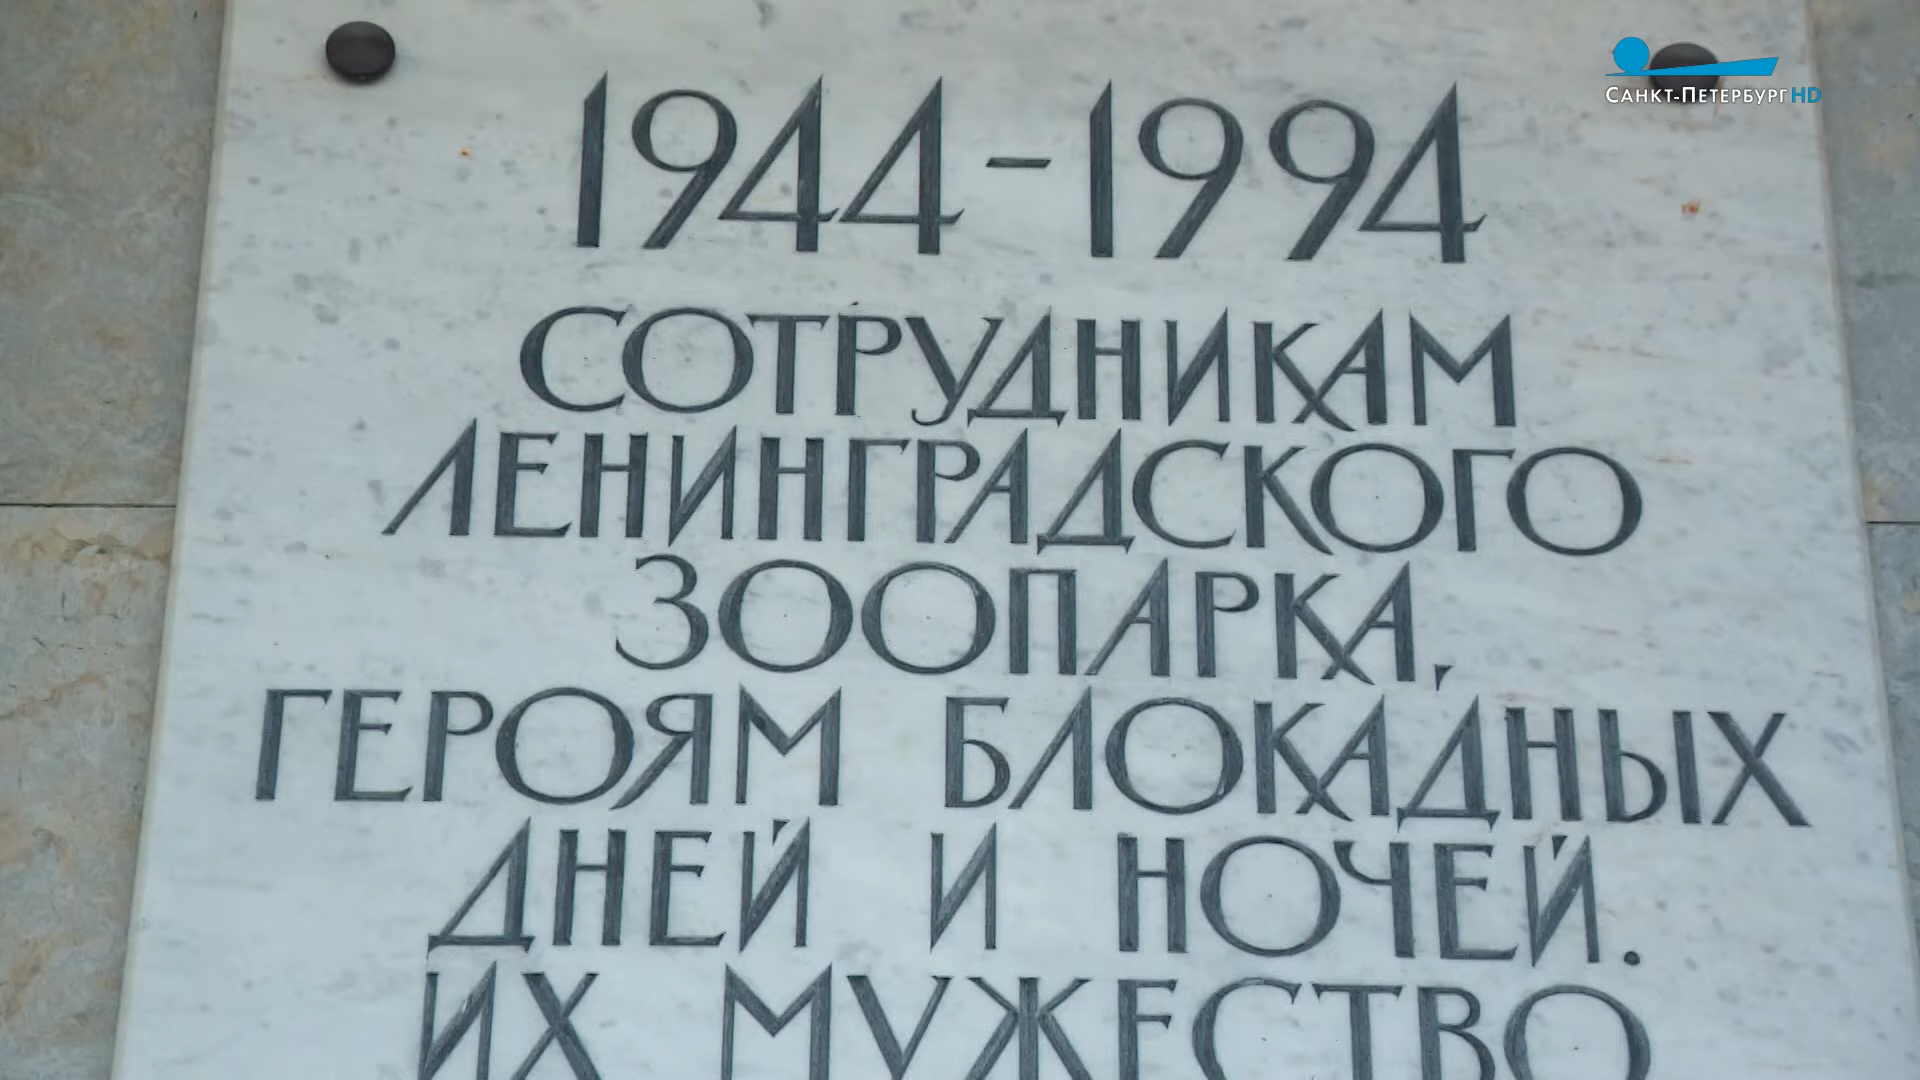 САНКТ-ПЕТЕРБУРГ HD
1944-1994
СОТРУДНИКАМ
ЛЕНИНГРАДСКОГО
ЗООПАРКА,
ГЕРОЯМ БЛОКАДНЫХ
ДНЕЙ И НОЧЕЙ.
ИХ МУЖЕСТВО